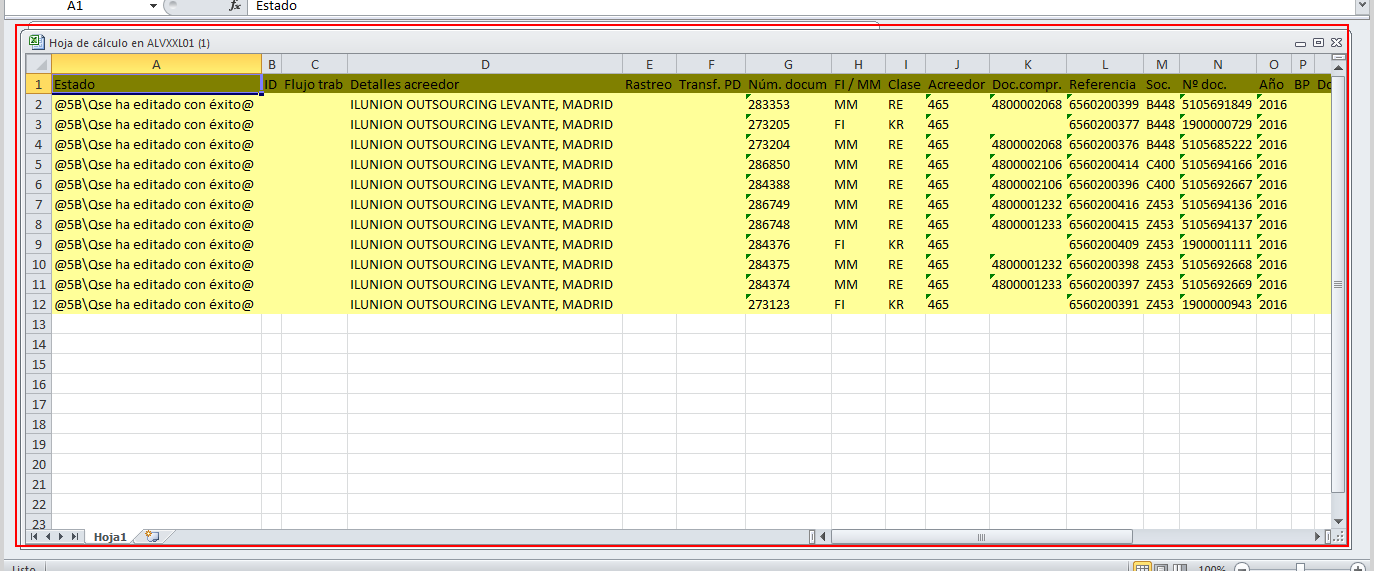 A1 fx Estado
Hoja de cálculo en ALVXXL01 (1)
A B C D E F G H I J K L M N O P
1 Estado ID Flujo trab Detalles acreedor Rastreo Transf. PD Núm. docum FI / MM Clase Acreedor Doc.compr. Referencia Soc. Nº doc. Año BP Do
2 @5B\Qse ha editado con éxito@ ILUNION OUTSOURCING LEVANTE, MADRID 283353 MM RE 465 4800002068 6560200399 B448 5105691849 2016
3 @5B\Qse ha editado con éxito@ ILUNION OUTSOURCING LEVANTE, MADRID 273205 FI KR 465 6560200377 B448 1900000729 2016
4 @5B\Qse ha editado con éxito@ ILUNION OUTSOURCING LEVANTE, MADRID 273204 MM RE 465 4800002068 6560200376 B448 5105685222 2016
5 @5B\Qse ha editado con éxito@ ILUNION OUTSOURCING LEVANTE, MADRID 286850 MM RE 465 4800002106 6560200414 C400 5105694166 2016
6 @5B\Qse ha editado con éxito@ ILUNION OUTSOURCING LEVANTE, MADRID 284388 MM RE 465 4800002106 6560200396 C400 5105692667 2016
7 @5B\Qse ha editado con éxito@ ILUNION OUTSOURCING LEVANTE, MADRID 286749 MM RE 465 4800001232 6560200416 Z453 5105694136 2016
8 @5B\Qse ha editado con éxito@ ILUNION OUTSOURCING LEVANTE, MADRID 286748 MM RE 465 4800001233 6560200415 Z453 5105694137 2016
9 @5B\Qse ha editado con éxito@ ILUNION OUTSOURCING LEVANTE, MADRID 284376 FI KR 465 6560200409 Z453 1900001111 2016
10 @5B\Qse ha editado con éxito@ ILUNION OUTSOURCING LEVANTE, MADRID 284375 MM RE 465 4800001232 6560200398 Z453 5105692668 2016
11 @5B\Qse ha editado con éxito@ ILUNION OUTSOURCING LEVANTE, MADRID 284374 MM RE 465 4800001233 6560200397 Z453 5105692669 2016
12 @5B\Qse ha editado con éxito@ ILUNION OUTSOURCING LEVANTE, MADRID 273123 FI KR 465 6560200391 Z453 1900000943 2016
13
14
15
16
17
18
19
20
21
22
23
Hoja1
Listo 100%